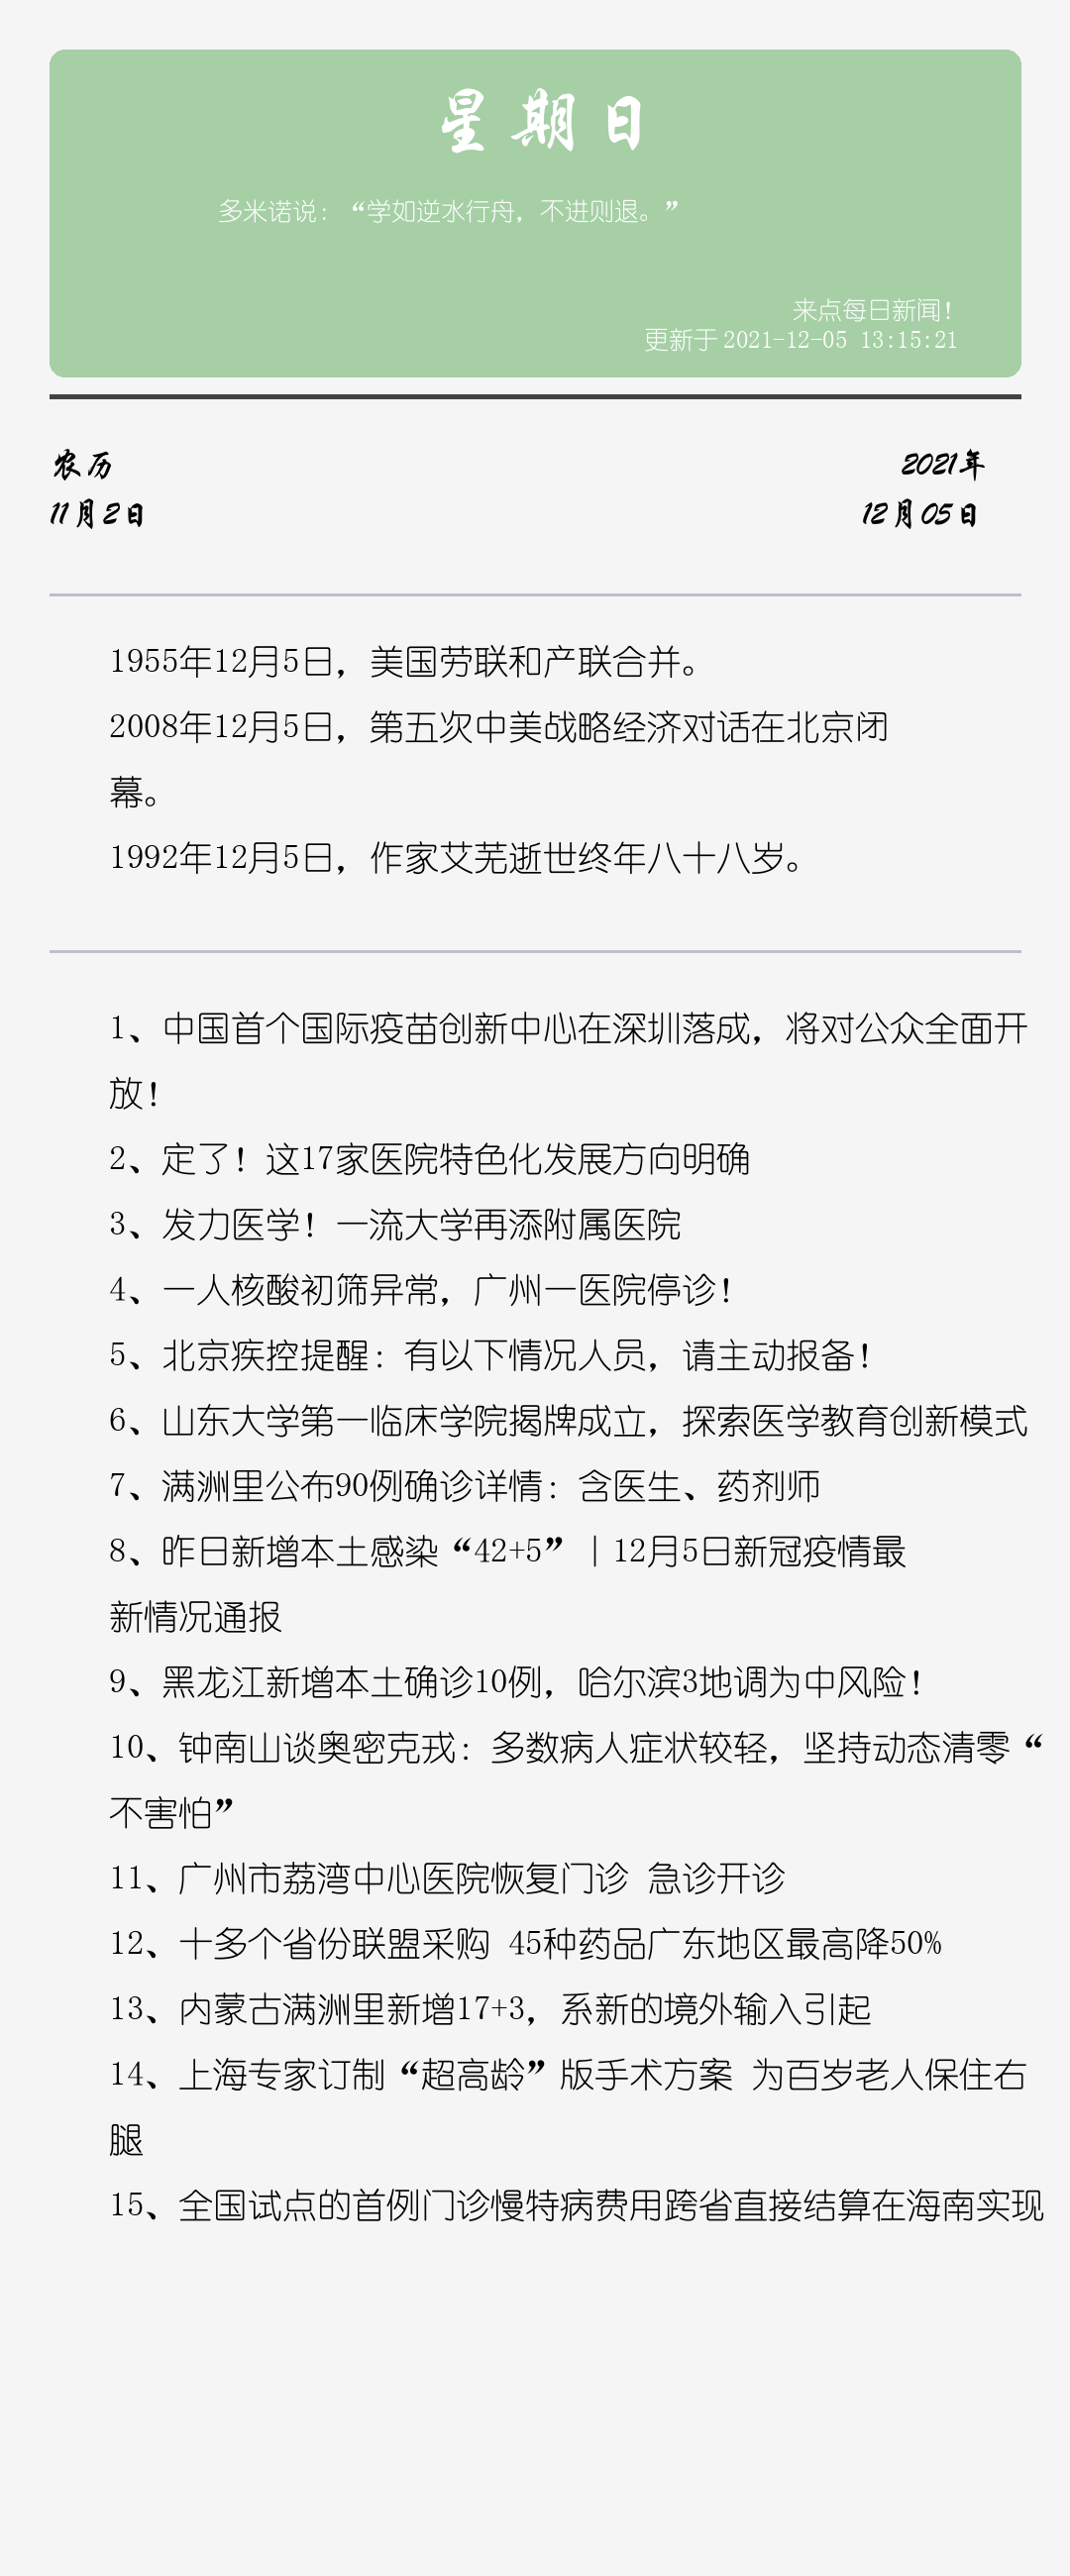 星期日
多米诺说：“学如逆水行舟，不进则退。”
来点每日新闻！
更新于2021-12-05 13:15:21
农历
2021年
11月2日
12月05日
1955年12月5日，美国劳联和产联合并。
2008年12月5日，第五次中美战略经济对话在北京闭
幕。
1992年12月5日，作家艾芜逝世终年八十八岁。
1、中国首个国际疫苗创新中心在深圳落成，将对公众全面开
放！
2、定了！这17家医院特色化发展方向明确
3、发力医学！一流大学再添附属医院
4、一人核酸初筛异常，广州一医院停诊！
5、北京疾控提醒：有以下情况人员，请主动报备！
6、山东大学第一临床学院揭牌成立，探索医学教育创新模式
7、满洲里公布90例确诊详情：含医生、药剂师
8、昨日新增本土感染“42+5”｜12月5日新冠疫情最
新情况通报
9、黑龙江新增本土确诊10例，哈尔滨3地调为中风险！
10、钟南山谈奥密克戎：多数病人症状较轻，坚持动态清零“
不害怕”
11、广州市荔湾中心医院恢复门诊 急诊开诊
12、十多个省份联盟采购 45种药品广东地区最高降50%
13、内蒙古满洲里新增17+3，系新的境外输入引起
14、上海专家订制“超高龄”版手术方案 为百岁老人保住右
腿
15、全国试点的首例门诊慢特病费用跨省直接结算在海南实现